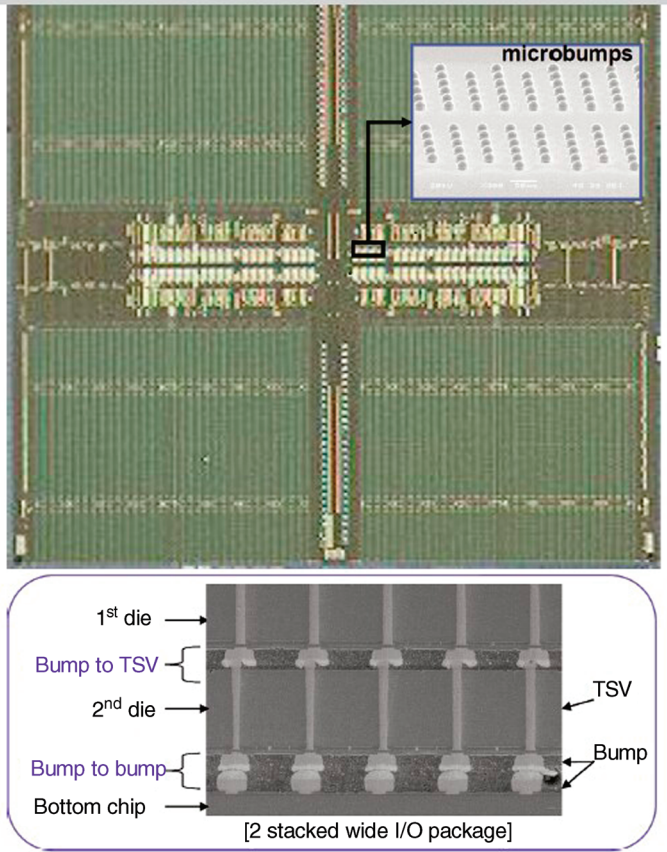 microbumps
1st die
Bump to TSV
2nd die
TSV
Bump to bump
Bump
Bottom chip
[2 stacked wide I/O package]